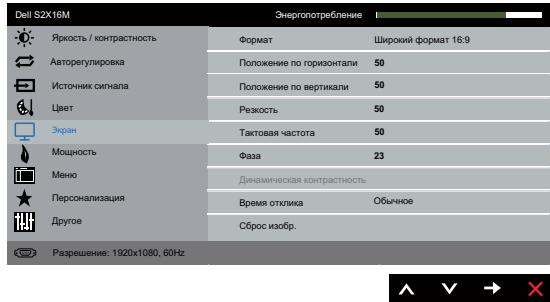 Dell S2X16M Энергопотребление
Яркость / контрастность
Авторегулировка
Источник сигнала
Цвет
Экран
Мощность
Меню
Персонализация
Другое
Формат Широкий формат 16:9
Положение по горизонтали 50
Положение по вертикали 50
Резкость 50
Тактовая частота 50
Фаза 23
Динамическая контрастность
Время отклика Обычное
Сброс изобр.
Разрешение: 1920x1080, 60Hz